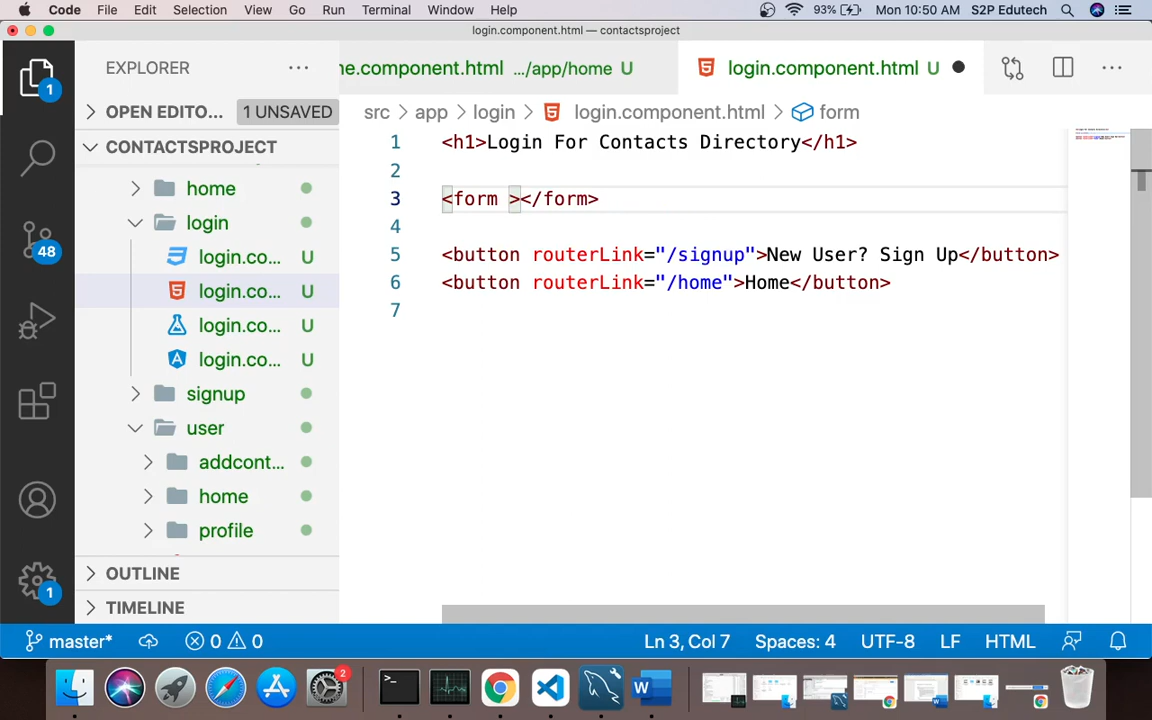 Code File Edit Selection View Go Run Terminal Window Help 93% Mon 10:50 AM S2P Edutech
login.component.html — contactsproject
EXPLORER
ne.component.html .../app/home U
login.component.html U
OPEN EDITO... 1 UNSAVED
src > app > login > login.component.html > form
CONTACTSPROJECT
home
login
login.co... U
login.co... U
login.co... U
login.co... U
signup
user
addcont...
home
profile
OUTLINE
TIMELINE
1 <h1>Login For Contacts Directory</h1>
2
3 <form ></form>
4
5 <button routerLink="/signup">New User? Sign Up</button>
6 <button routerLink="/home">Home</button>
7
1
48
1
master* 0 0 Ln 3, Col 7 Spaces: 4 UTF-8 LF HTML
2